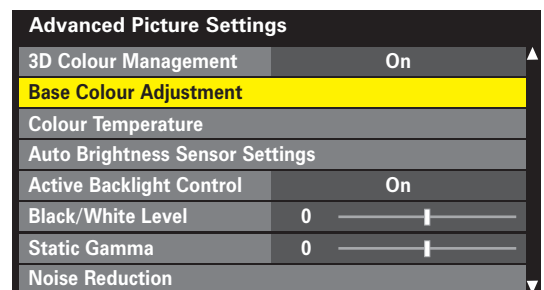 Advanced Picture Settings
3D Colour Management On
Base Colour Adjustment
Colour Temperature
Auto Brightness Sensor Settings
Active Backlight Control On
Black/White Level 0
Static Gamma 0
Noise Reduction